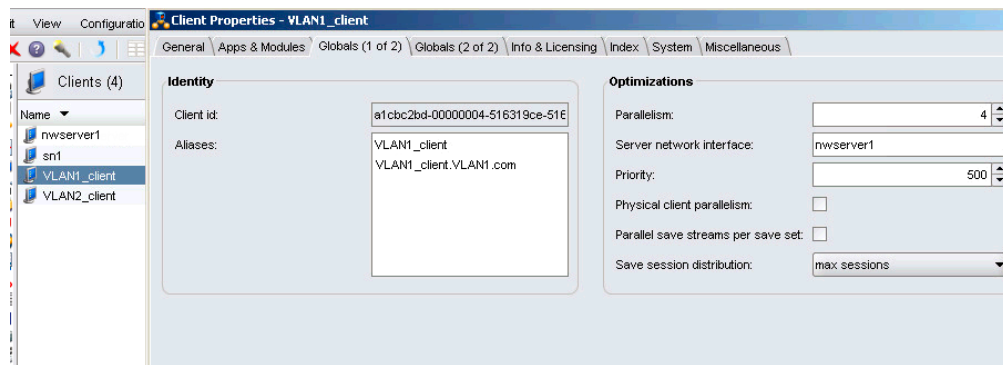 it View Configuratio
Client Properties - VLAN1_client
General Apps & Modules Globals (1 of 2) Globals (2 of 2) Info & Licensing Index System Miscellaneous
Clients (4)
Name
nwserver1
sn1
VLAN1_client
VLAN2_client
Identity
Client id: a1cbc2bd-00000004-516319ce-516
Aliases: VLAN1_client
VLAN1_client.VLAN1.com
Optimizations
Parallelism: 4
Server network interface: nwserver1
Priority: 500
Physical client parallelism:
Parallel save streams per save set:
Save session distribution: max sessions